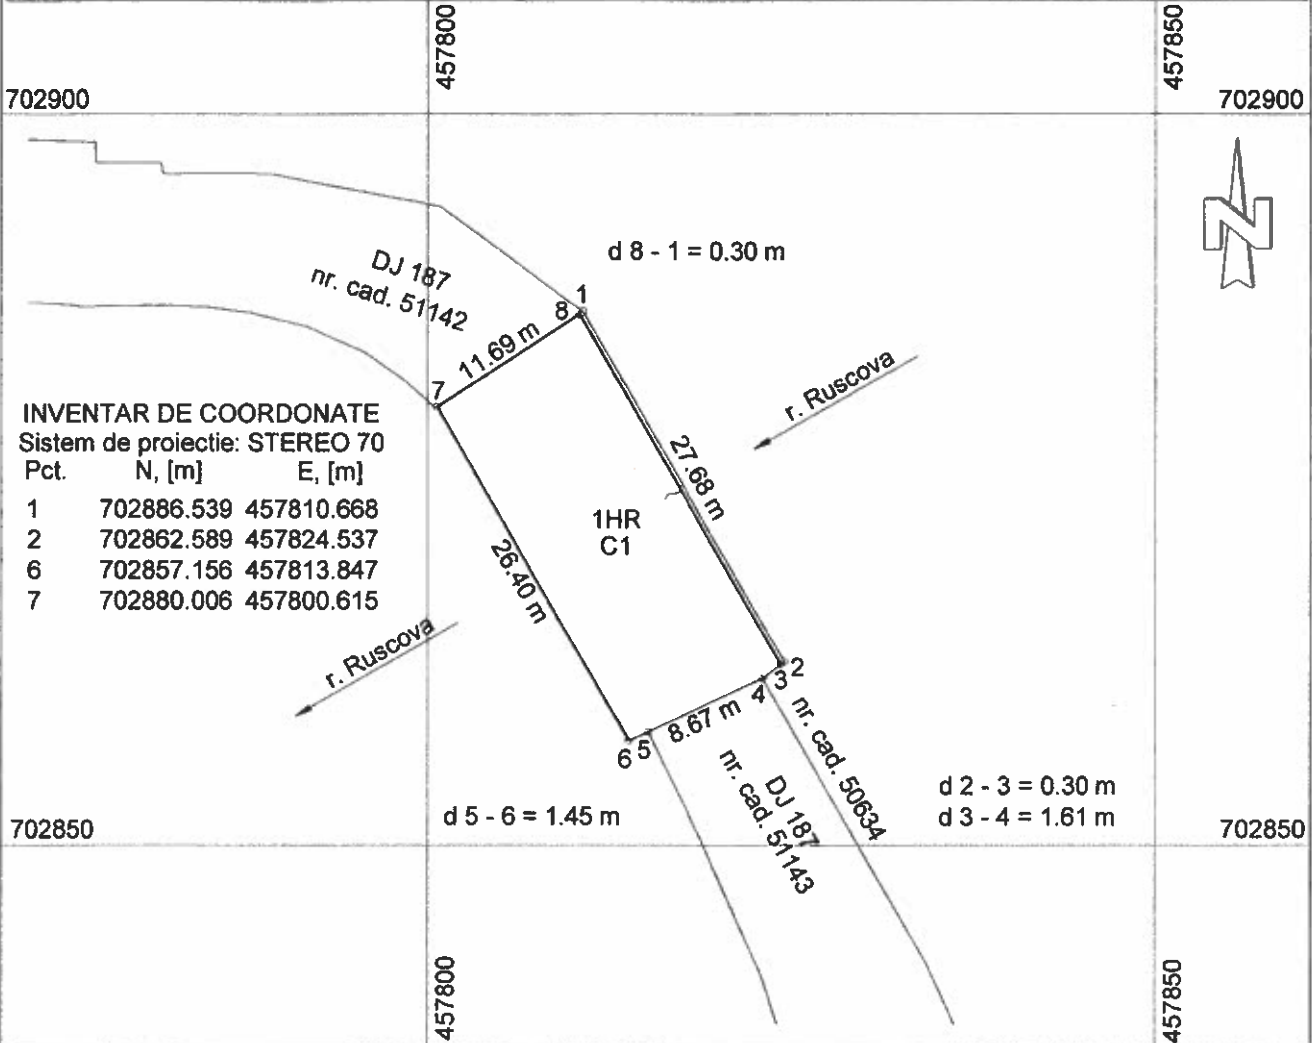 457800
457850
702900
702900
N
d 8 - 1 = 0.30 m
DJ 187
nr. cad. 51142
1
8
11.69 m
7
r. Ruscova
INVENTAR DE COORDONATE
Sistem de proiectie: STEREO 70
Pct. N, [m] E, [m]
1 702886.539 457810.668
2 702862.589 457824.537
6 702857.156 457813.847
7 702880.006 457800.615
27.68 m
1HR
C1
26.40 m
r. Ruscova
2
3
4
8.67 m
5
6
nr. cad. 50634
DJ 187
nr. cad. 51143
d 5 - 6 = 1.45 m
d 2 - 3 = 0.30 m
d 3 - 4 = 1.61 m
702850
702850
457800
457850